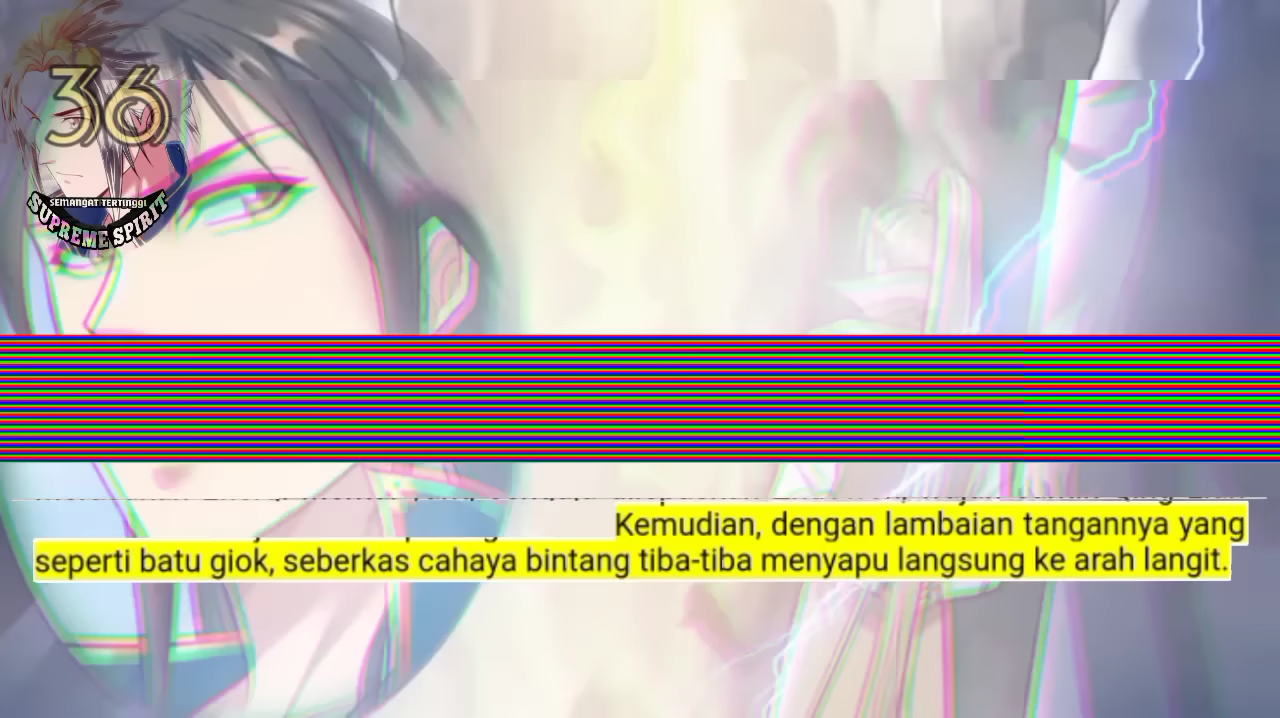 36
SEMANGAT TERTINGGI
SUPREME SPIRIT
Kemudian, dengan lambaian tangannya yang
seperti batu giok, seberkas cahaya bintang tiba-tiba menyapu langsung ke arah langit.